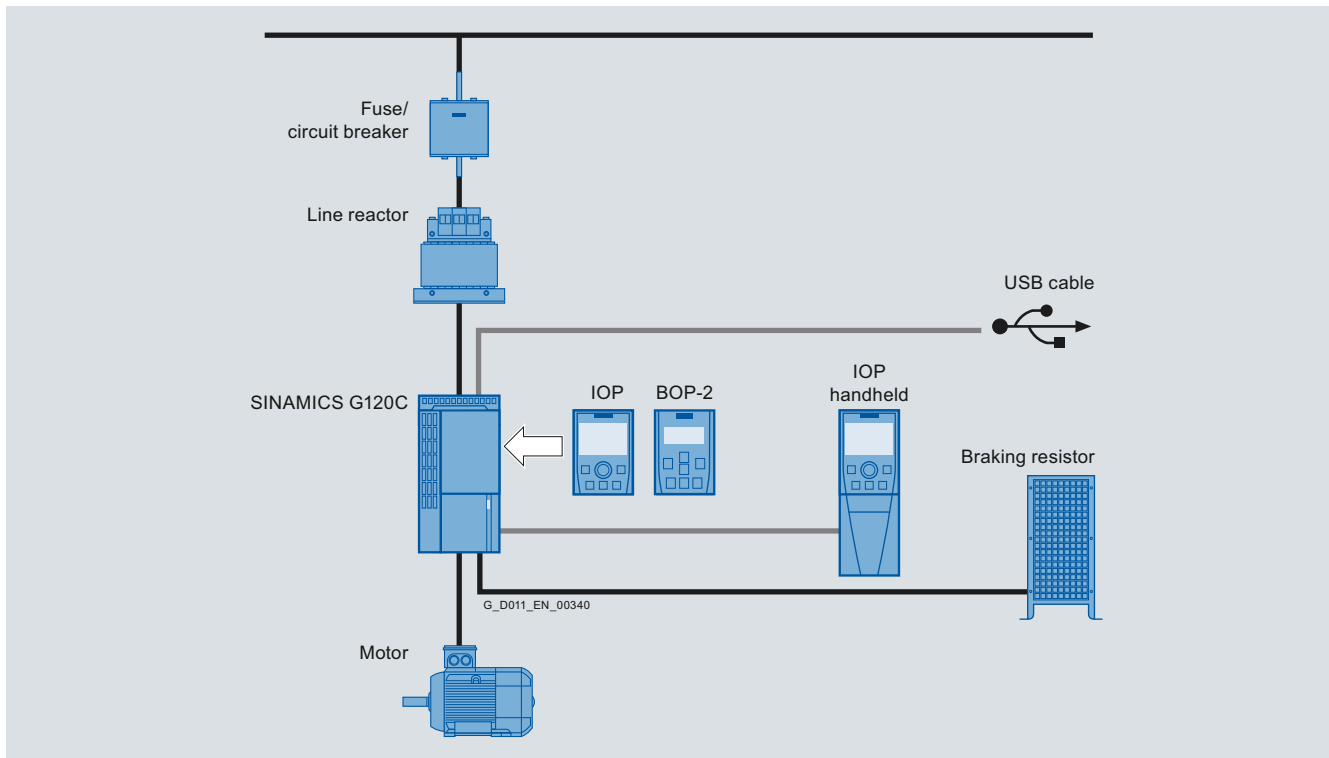 Fuse/
circuit breaker
Line reactor
USB cable
IOP
handheld
SINAMICS G120C
IOP
BOP-2
Braking resistor
G_D011_EN_00340
Motor